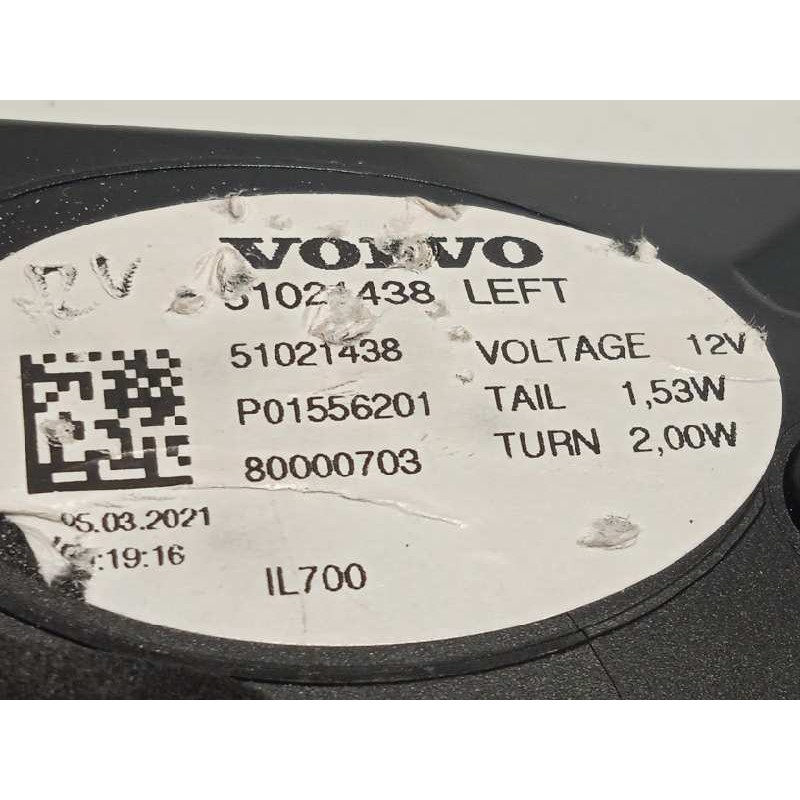 VOLVO
51021438 LEFT
51021438 VOLTAGE 12V
P01556201 TAIL 1,53W
80000703 TURN 2,00W
05.03.2021
:19:16
IL700